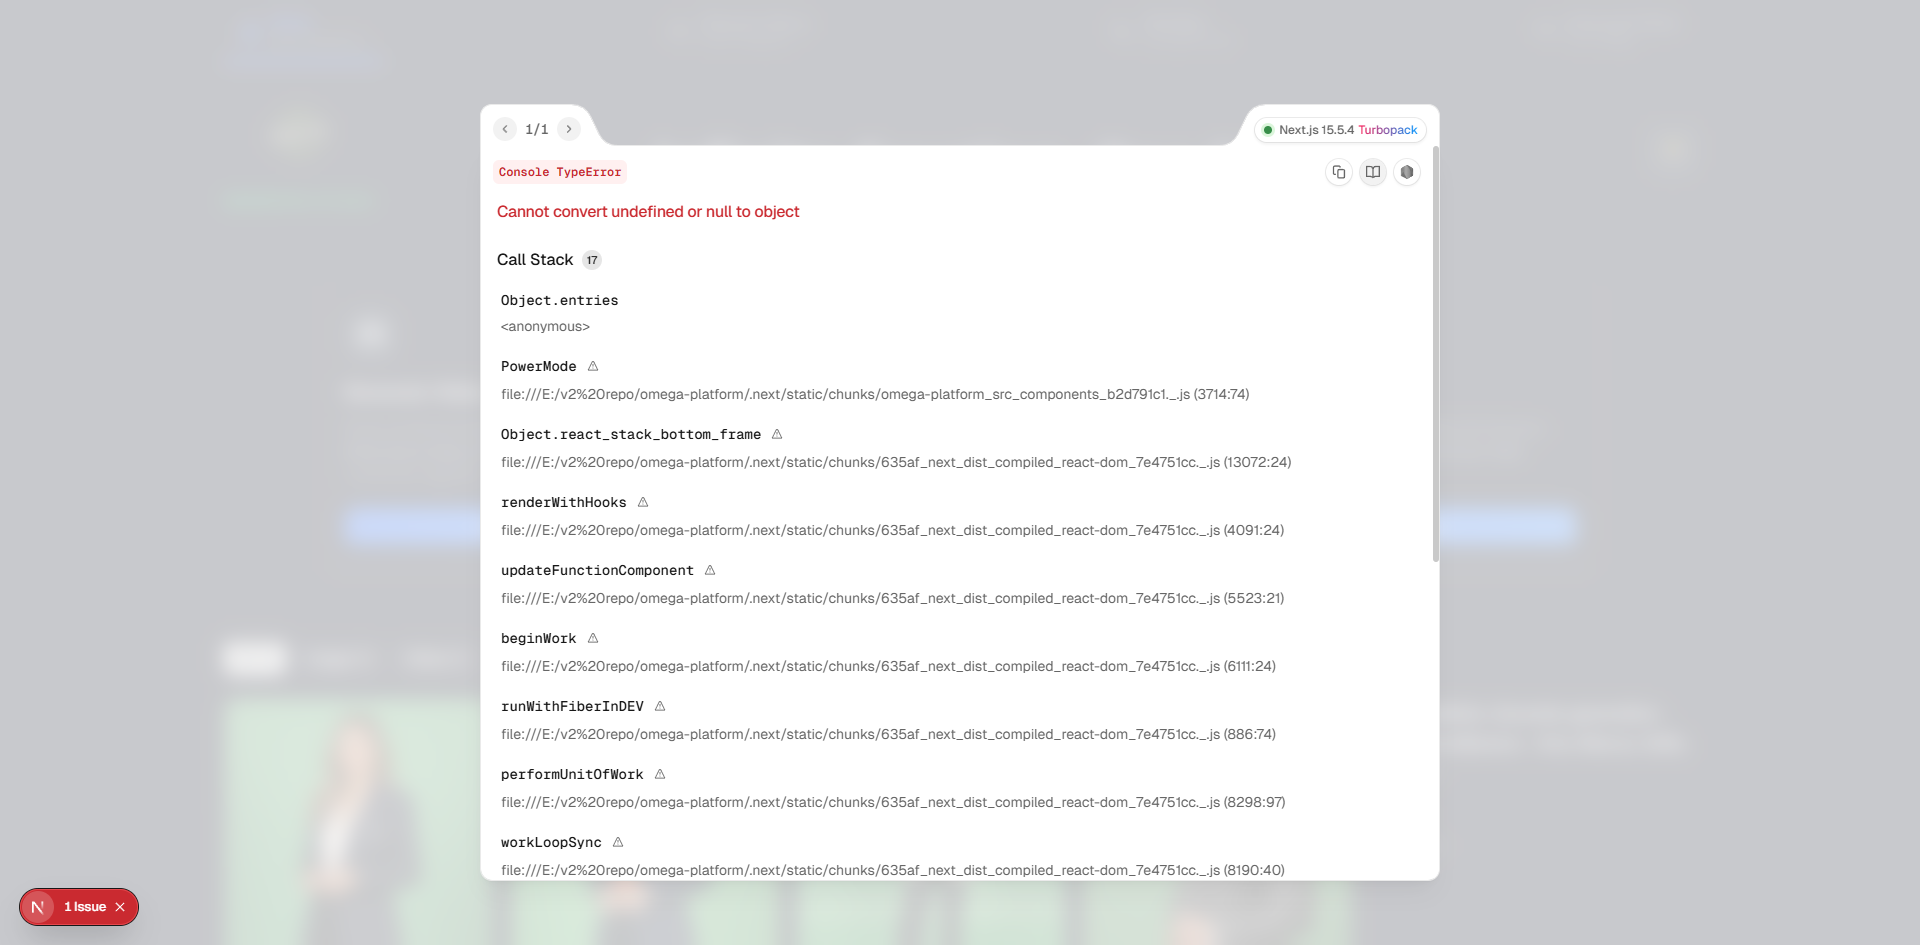 1/1
Next.js 15.5.4 Turbopack
Console TypeError
Cannot convert undefined or null to object
Call Stack 17
Object.entries
<anonymous>
PowerMode
file:///E:/v2%20repo/omega-platform/.next/static/chunks/omega-platform_src_components_b2d791c1._.js (3714:74)
Object.react_stack_bottom_frame
file:///E:/v2%20repo/omega-platform/.next/static/chunks/635af_next_dist_compiled_react-dom_7e4751cc._.js (13072:24)
renderWithHooks
file:///E:/v2%20repo/omega-platform/.next/static/chunks/635af_next_dist_compiled_react-dom_7e4751cc._.js (4091:24)
updateFunctionComponent
file:///E:/v2%20repo/omega-platform/.next/static/chunks/635af_next_dist_compiled_react-dom_7e4751cc._.js (5523:21)
beginWork
file:///E:/v2%20repo/omega-platform/.next/static/chunks/635af_next_dist_compiled_react-dom_7e4751cc._.js (6111:24)
runWithFiberInDEV
file:///E:/v2%20repo/omega-platform/.next/static/chunks/635af_next_dist_compiled_react-dom_7e4751cc._.js (886:74)
performUnitOfWork
file:///E:/v2%20repo/omega-platform/.next/static/chunks/635af_next_dist_compiled_react-dom_7e4751cc._.js (8298:97)
workLoopSync
file:///E:/v2%20repo/omega-platform/.next/static/chunks/635af_next_dist_compiled_react-dom_7e4751cc._.js (8190:40)
N 1 Issue